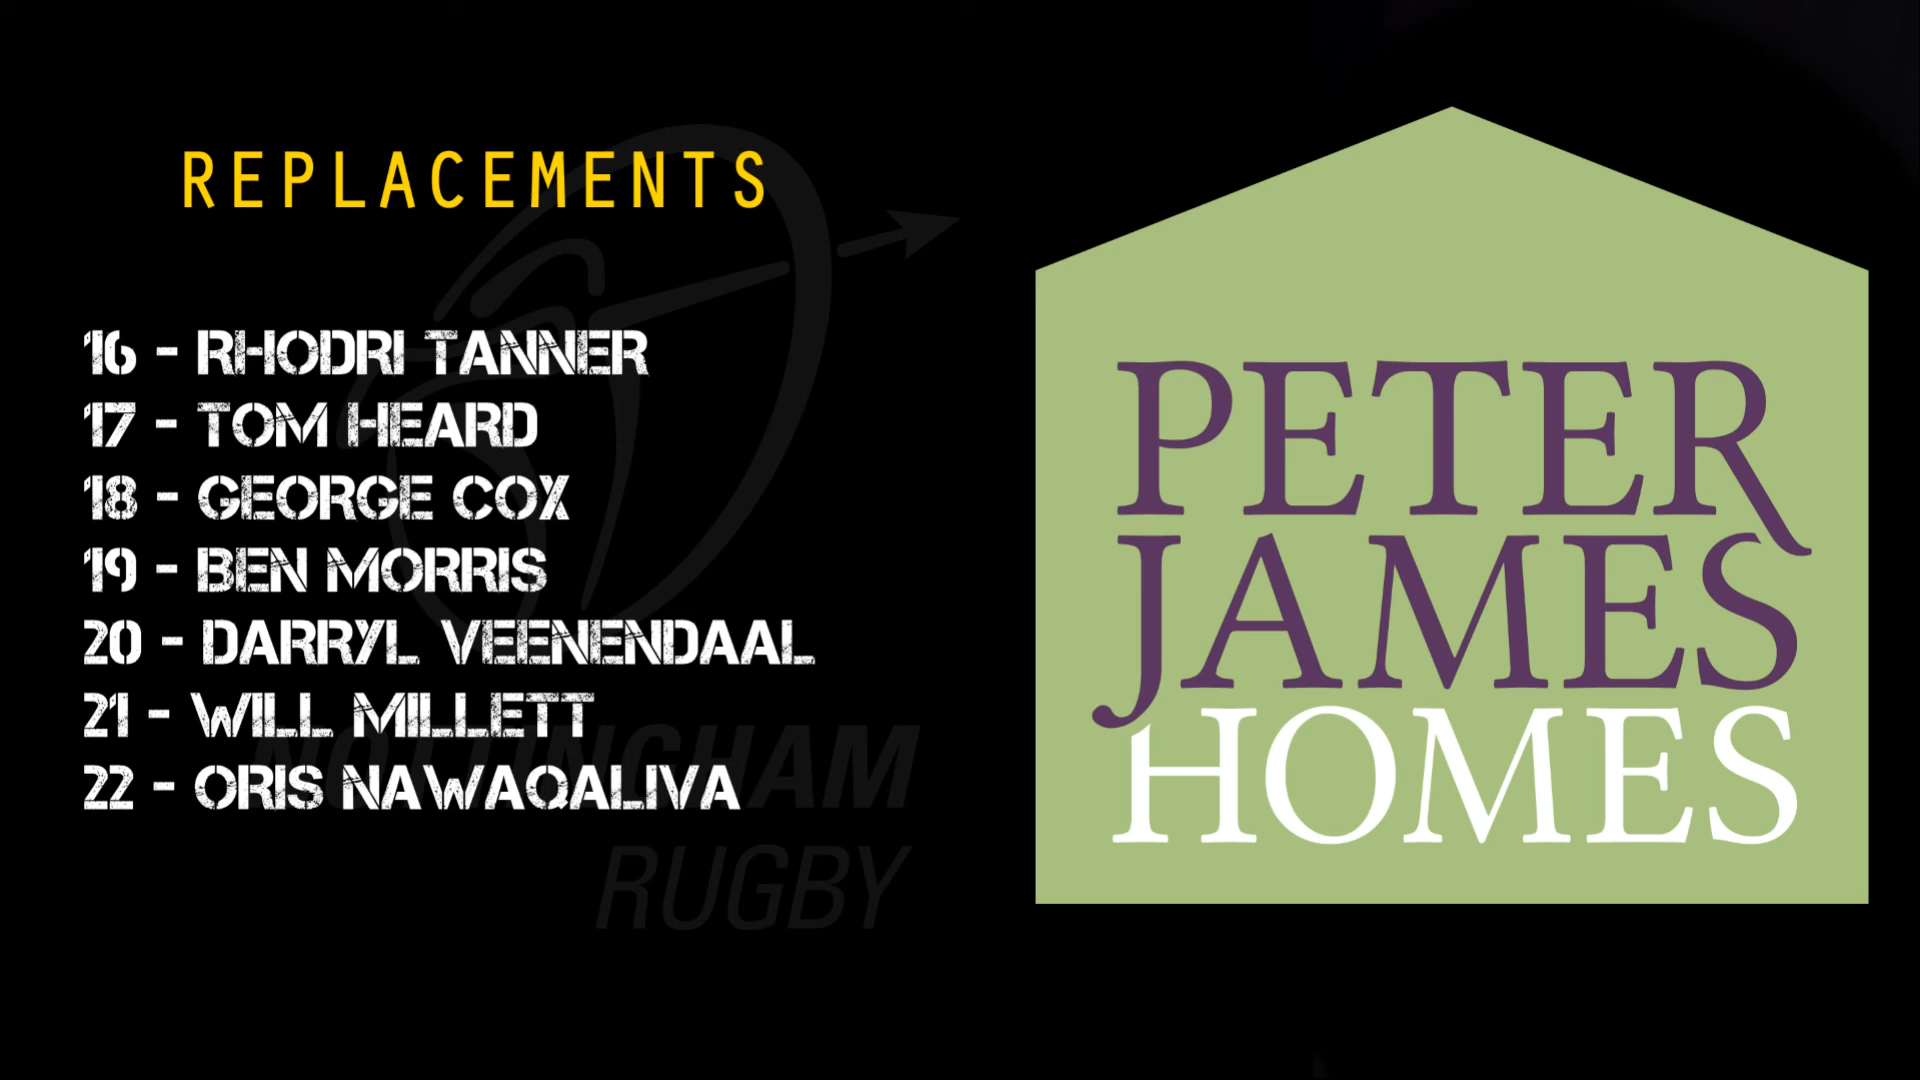 REPLACEMENTS
16 - RHODRI TANNER
17 - TOM HEARD
18 - GEORGE COX
19 - BEN MORRIS
20 - DARRYL VEENENDAAL
21 - WILL MILLETT
22 - ORIS NAWAQALIVA
NOTTINGHAM
RUGBY
PETER
JAMES
HOMES